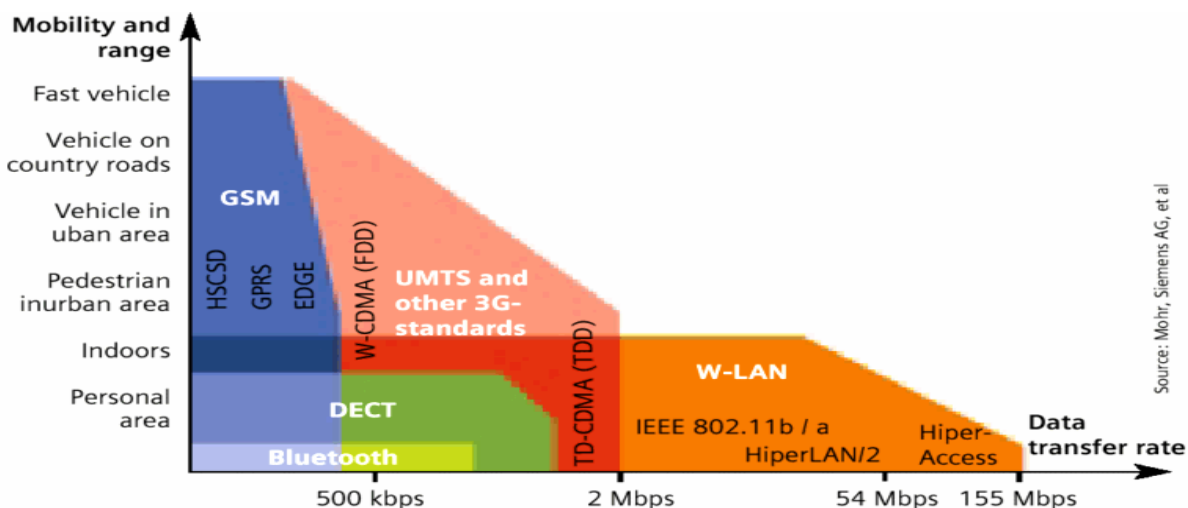 Mobility and
range
Fast vehicle
Vehicle on
country roads
Vehicle in
uban area
Pedestrian
inurban area
Indoors
Personal
area
GSM
HSCSD
GPRS
EDGE
W-CDMA (FDD)
UMTS and
other 3G-
standards
TD-CDMA (TDD)
W-LAN
IEEE 802.11b / a
HiperLAN/2
Hiper-
Access
DECT
Bluetooth
Data
transfer rate
500 kbps
2 Mbps
54 Mbps
155 Mbps
Source: Mohr, Siemens AG, et al